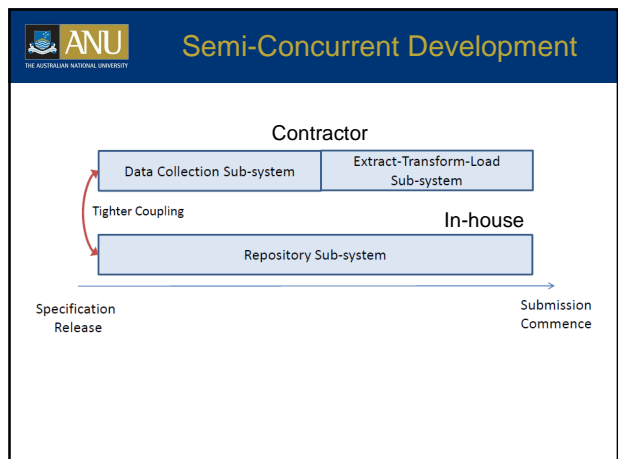 ANU
THE AUSTRALIAN NATIONAL UNIVERSITY
Semi-Concurrent Development
Contractor
Data Collection Sub-system
Extract-Transform-Load
Sub-system
Tighter Coupling
In-house
Repository Sub-system
Specification
Release
Submission
Commence